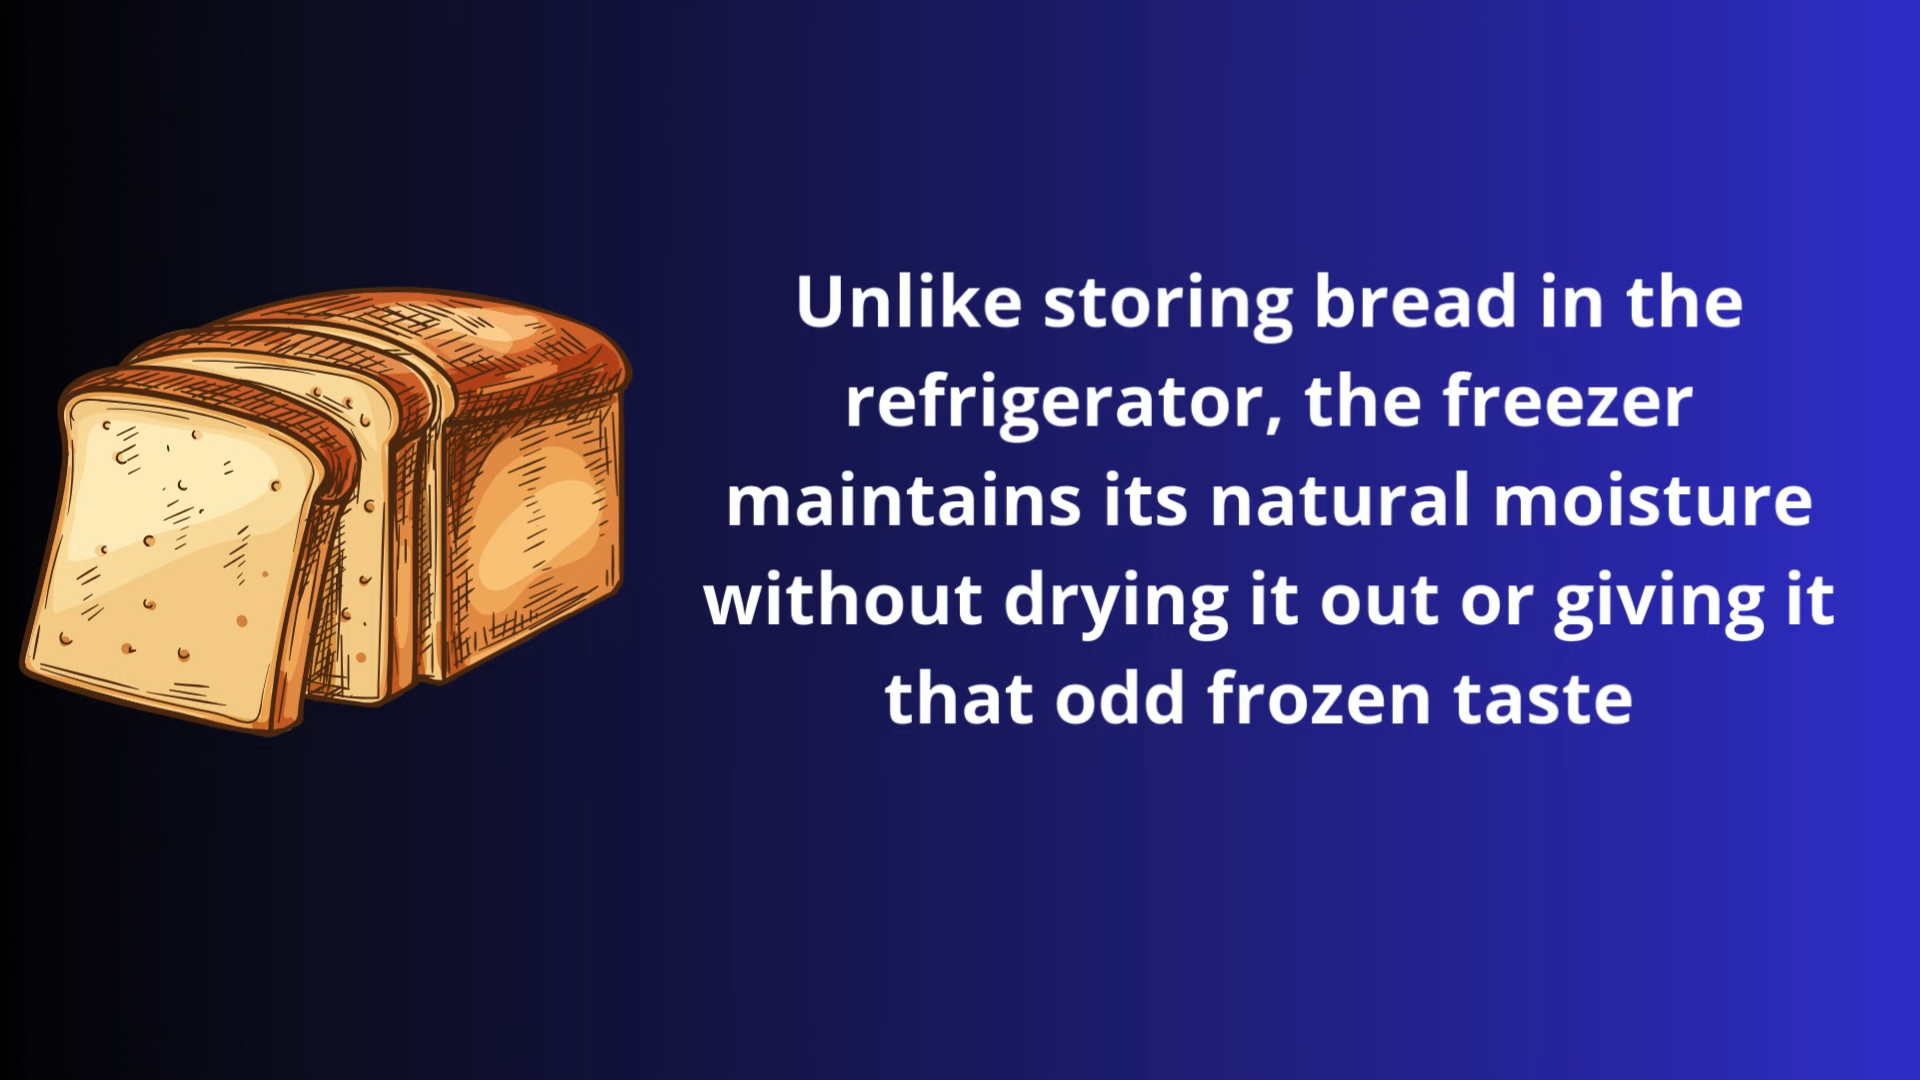 Unlike storing bread in the
refrigerator, the freezer
maintains its natural moisture
without drying it out or giving it
that odd frozen taste